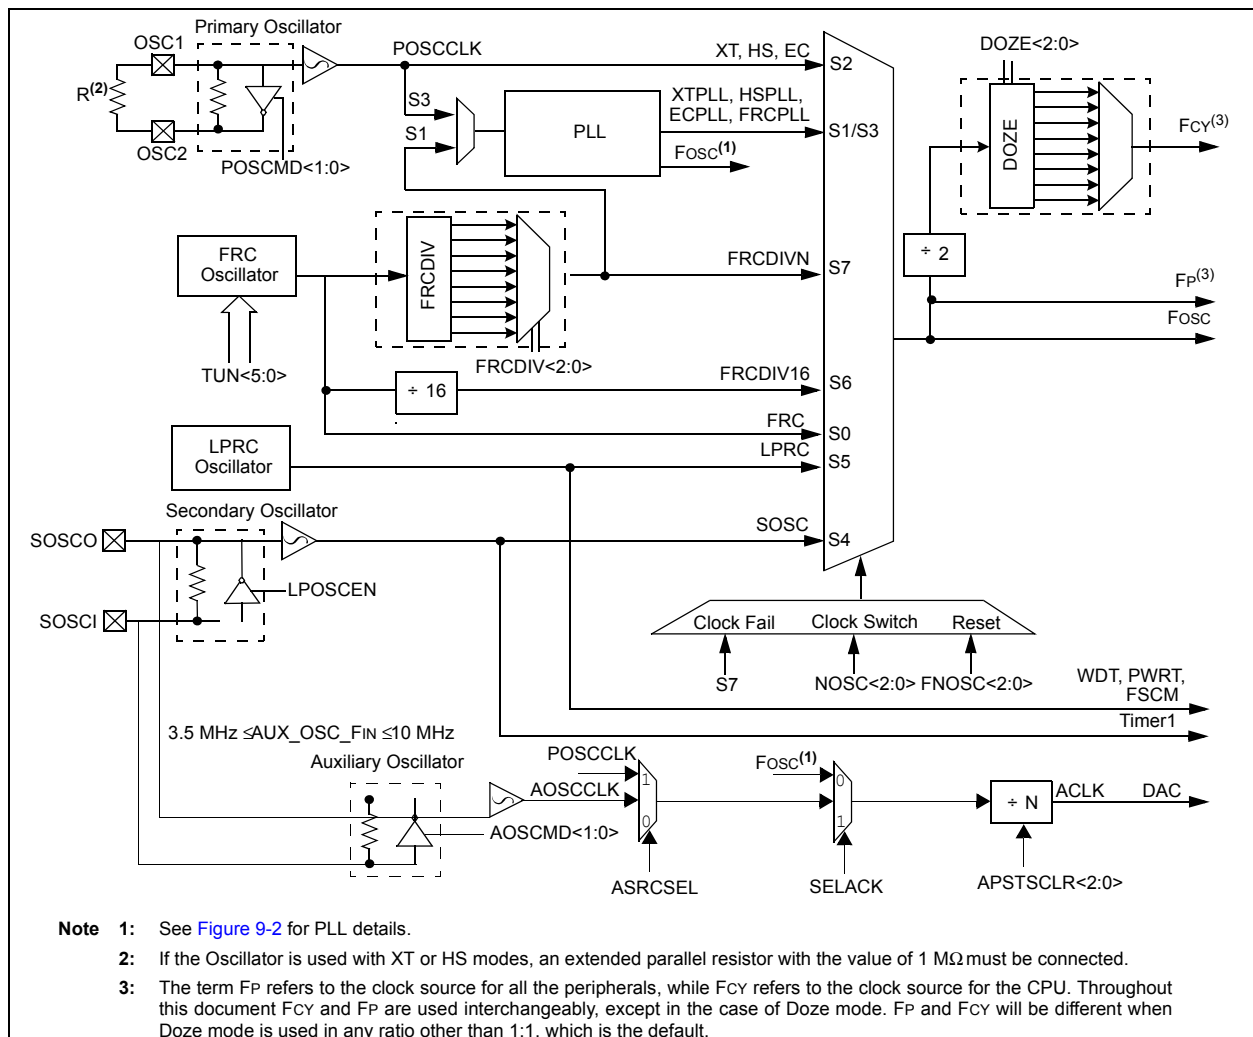 Primary Oscillator
OSC1
R(2)
OSC2
POSCMD<1:0>
POSCCLK
XT, HS, EC
S2
S3
S1
PLL
XTPLL, HSPLL,
ECPLL, FRCPLL
S1/S3
FOSC(1)
DOZE<2:0>
DOZE
FCY(3)
÷ 2
FP(3)
FOSC
FRC
Oscillator
TUN<5:0>
FRCDIV
FRCDIVN
S7
FRCDIV<2:0>
÷ 16
FRCDIV16
S6
FRC
S0
LPRC
Oscillator
LPRC
S5
Secondary Oscillator
SOSCO
SOSC
S4
LPOSCEN
SOSCI
Clock Fail
Clock Switch
Reset
S7
NOSC<2:0>
FNOSC<2:0>
WDT, PWRT,
FSCM
Timer1
3.5 MHz ≤AUX_OSC_FIN ≤10 MHz
Auxiliary Oscillator
POSCCLK
AOSCCLK
AOSCMD<1:0>
1
0
ASRCSEL
FOSC(1)
0
1
SELACK
÷ N
ACLK
DAC
APSTSCLR<2:0>
Note 1: See Figure 9-2 for PLL details.
2: If the Oscillator is used with XT or HS modes, an extended parallel resistor with the value of 1 MΩ must be connected.
3: The term FP refers to the clock source for all the peripherals, while FCY refers to the clock source for the CPU. Throughout
this document FCY and FP are used interchangeably, except in the case of Doze mode. FP and FCY will be different when
Doze mode is used in any ratio other than 1:1, which is the default.